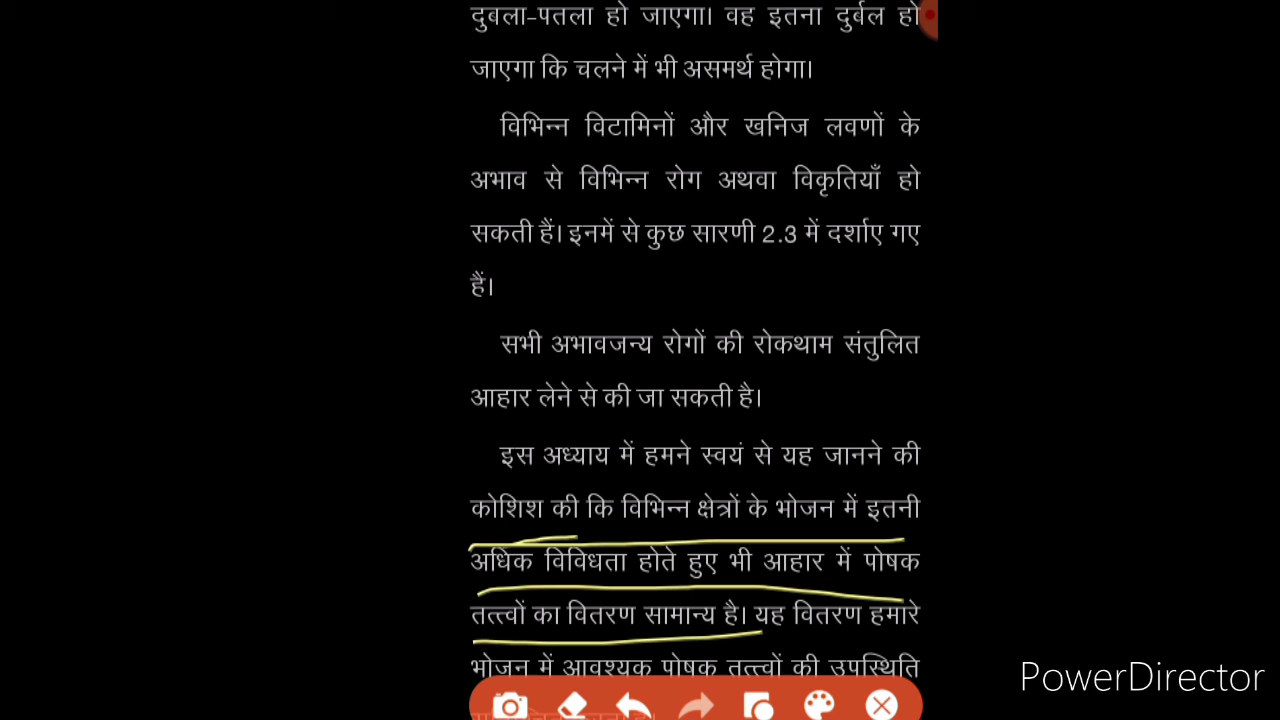 दुबला-पतला हो जाएगा। वह इतना दुर्बल हो
जाएगा कि चलने में भी असमर्थ होगा।
विभिन्न विटामिनों और खनिज लवणों के
अभाव से विभिन्न रोग अथवा विकृतियाँ हो
सकती हैं। इनमें से कुछ सारणी 2.3 में दर्शाए गए
हैं।
सभी अभावजन्य रोगों की रोकथाम संतुलित
आहार लेने से की जा सकती है।
इस अध्याय में हमने स्वयं से यह जानने की
कोशिश की कि विभिन्न क्षेत्रों के भोजन में इतनी
अधिक विविधता होते हुए भी आहार में पोषक
तत्त्वों का वितरण सामान्य है। यह वितरण हमारे
भोजन में आवश्यक पोषक तत्त्वों की उपस्थिति
PowerDirector